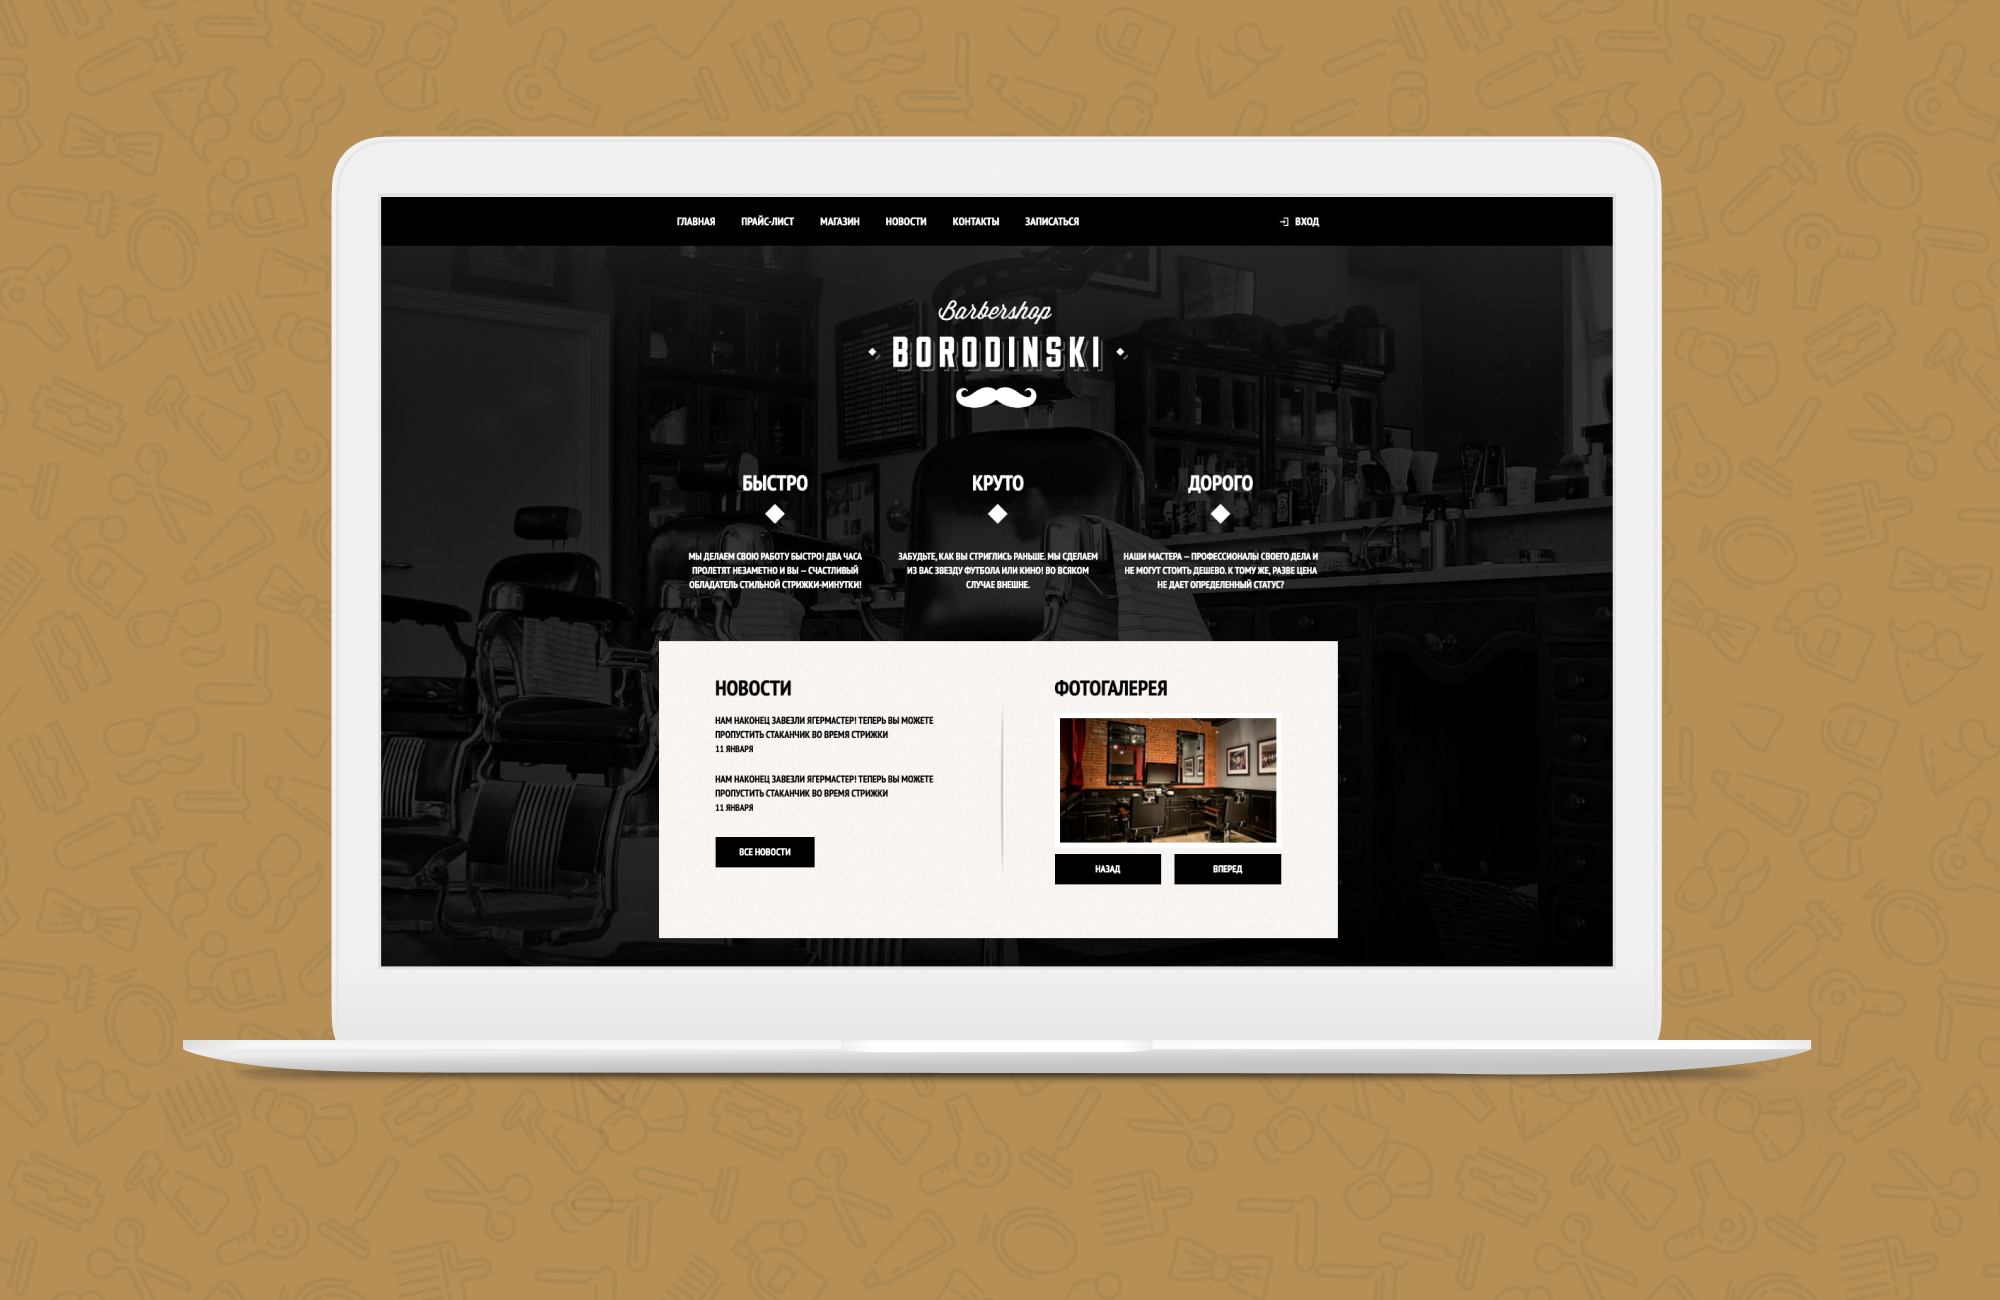 ГЛАВНАЯ ПРАЙС-ЛИСТ МАГАЗИН НОВОСТИ КОНТАКТЫ ЗАПИСАТЬСЯ ВХОД
Barbershop
BORODINSKI
БЫСТРО
МЫ ДЕЛАЕМ СВОЮ РАБОТУ БЫСТРО! ДВА ЧАСА
ПРОЛЕТЯТ НЕЗАМЕТНО И ВЫ – СЧАСТЛИВЫЙ
ОБЛАДАТЕЛЬ СТИЛЬНОЙ СТРИЖКИ-МИНУТКИ!
КРУТО
ЗАБУДЬТЕ, КАК ВЫ СТРИГЛИСЬ РАНЬШЕ. МЫ СДЕЛАЕМ
ИЗ ВАС ЗВЕЗДУ ФУТБОЛА ИЛИ КИНО! ВО ВСЯКОМ
СЛУЧАЕ ВНЕШНЕ.
ДОРОГО
НАШИ МАСТЕРА – ПРОФЕССИОНАЛЫ СВОЕГО ДЕЛА И
НЕ МОГУТ СТОИТЬ ДЕШЕВО. К ТОМУ ЖЕ, РАЗВЕ ЦЕНА
НЕ ДАЕТ ОПРЕДЕЛЕННЫЙ СТАТУС?
НОВОСТИ
НАМ НАКОНЕЦ ЗАВЕЗЛИ ЯГЕРМАСТЕР! ТЕПЕРЬ ВЫ МОЖЕТЕ
ПРОПУСТИТЬ СТАКАНЧИК ВО ВРЕМЯ СТРИЖКИ
11 ЯНВАРЯ
НАМ НАКОНЕЦ ЗАВЕЗЛИ ЯГЕРМАСТЕР! ТЕПЕРЬ ВЫ МОЖЕТЕ
ПРОПУСТИТЬ СТАКАНЧИК ВО ВРЕМЯ СТРИЖКИ
11 ЯНВАРЯ
ВСЕ НОВОСТИ
ФОТОГАЛЕРЕЯ
НАЗАД
ВПЕРЕД